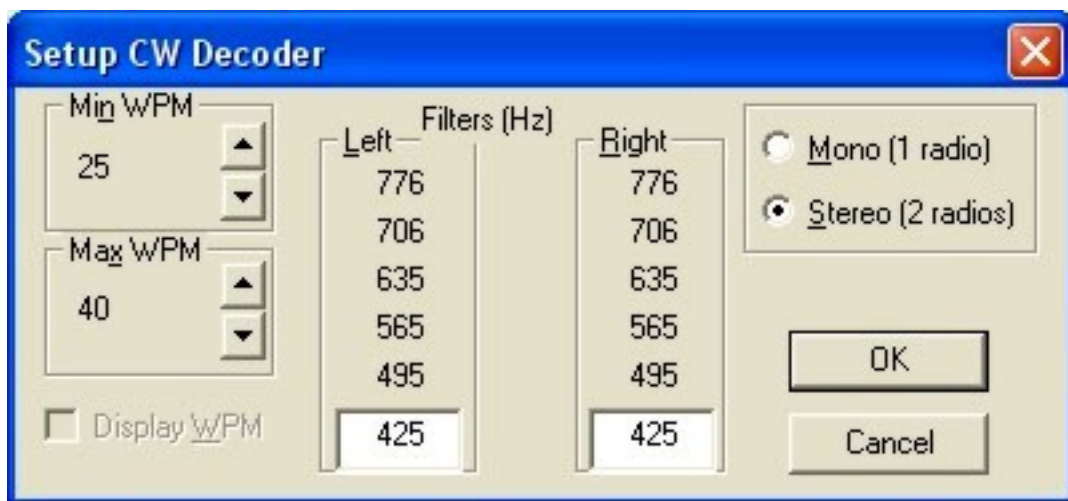 Setup CW Decoder
Min WPM
25
Max WPM
40
Display WPM
Filters (Hz)
Left
776
706
635
565
495
425
Right
776
706
635
565
495
425
Mono (1 radio)
Stereo (2 radios)
OK
Cancel